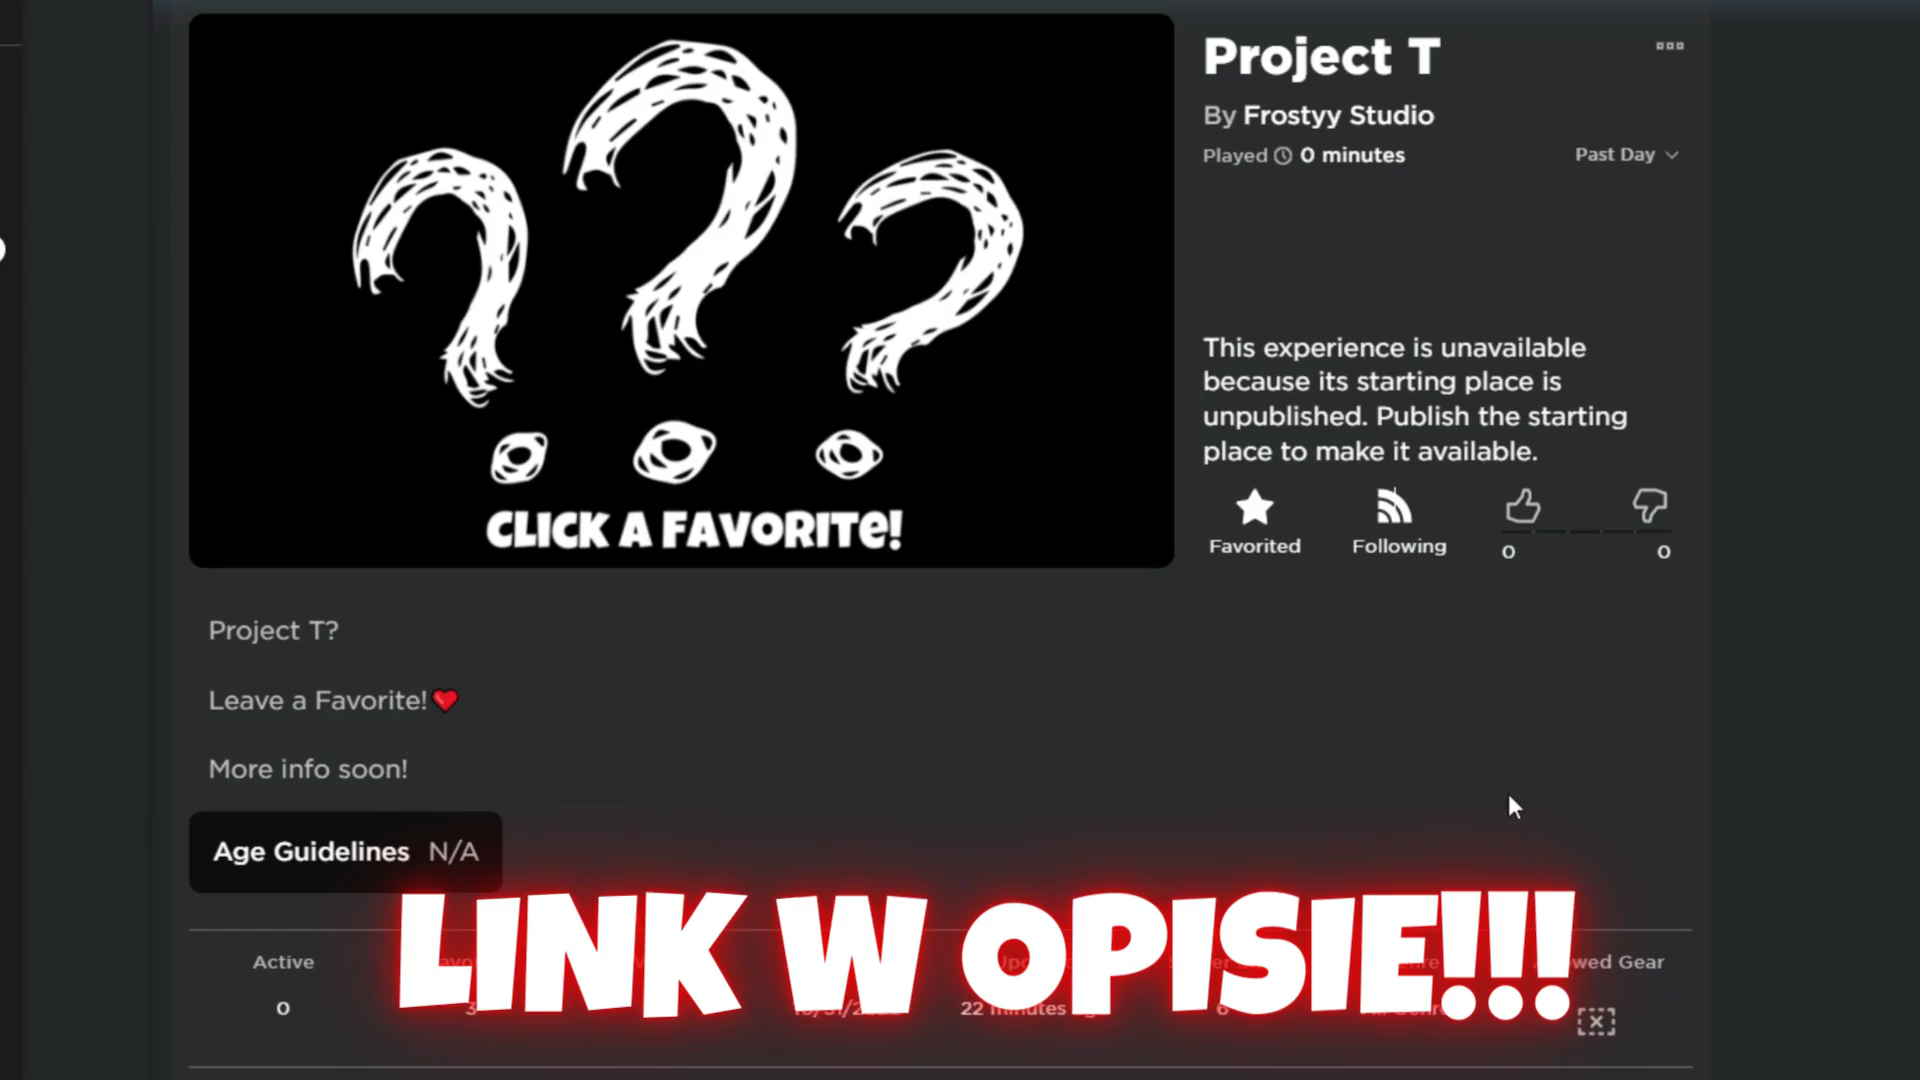 Project T
By Frostyy Studio
Played 0 minutes
Past Day
This experience is unavailable
because its starting place is
unpublished. Publish the starting
place to make it available.
Favorited
Following
0
0
??? 
CLICK A FAVORITE!
Project T?
Leave a Favorite!❤️
More info soon!
Age Guidelines N/A
LINK W OPISIE!!!
Active
0
22 minutes